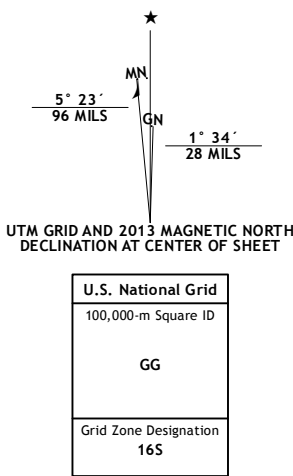 MN
5° 23´
96 MILS
GN
1° 34´
28 MILS
UTM GRID AND 2013 MAGNETIC NORTH
DECLINATION AT CENTER OF SHEET
U.S. National Grid
100,000-m Square ID
GG
Grid Zone Designation
16S